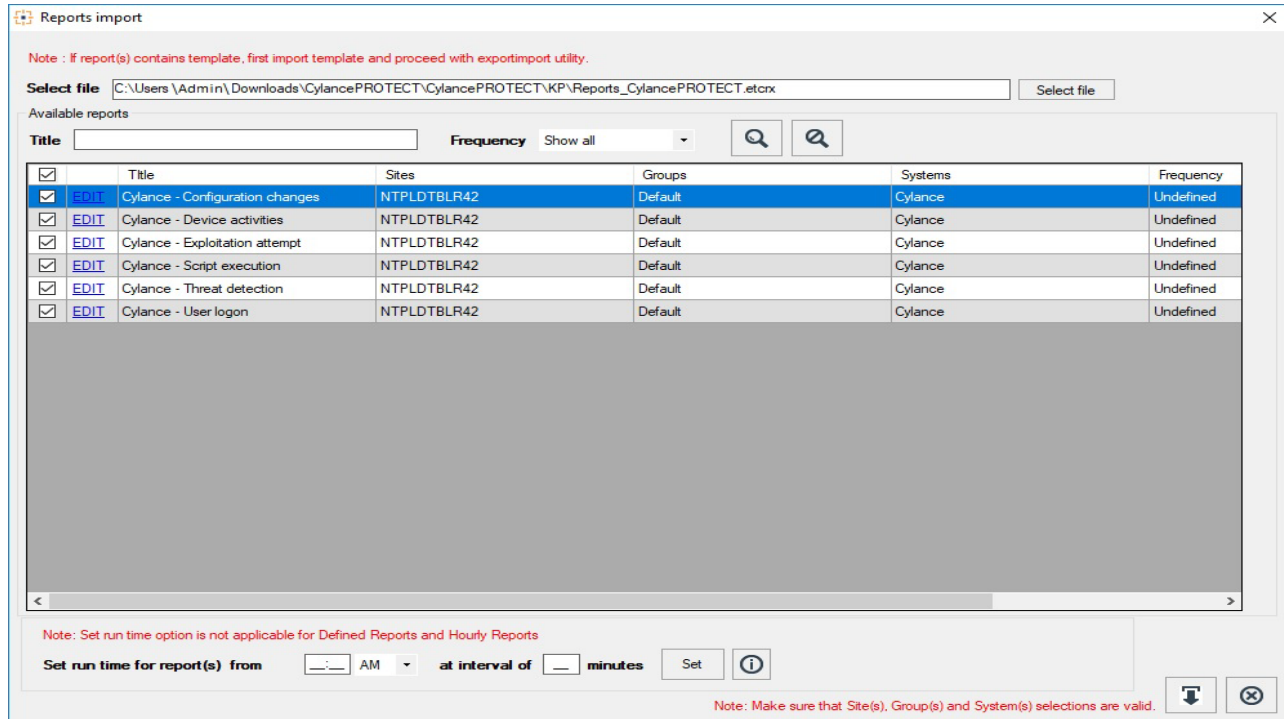 Reports import
Note : If report(s) contains template, first import template and proceed with exportimport utility.
Select file C:\Users \Admin\Downloads\CylancePROTECT\CylancePROTECT\KP\Reports_CylancePROTECT.etcrx Select file
Available reports
Title Frequency Show all
Title Sites Groups Systems Frequency
EDIT Cylance - Configuration changes NTPLDTBLR42 Default Cylance Undefined
EDIT Cylance - Device activities NTPLDTBLR42 Default Cylance Undefined
EDIT Cylance - Exploitation attempt NTPLDTBLR42 Default Cylance Undefined
EDIT Cylance - Script execution NTPLDTBLR42 Default Cylance Undefined
EDIT Cylance - Threat detection NTPLDTBLR42 Default Cylance Undefined
EDIT Cylance - User logon NTPLDTBLR42 Default Cylance Undefined
Note: Set run time option is not applicable for Defined Reports and Hourly Reports
Set run time for report(s) from __:__ AM at interval of __ minutes Set
Note: Make sure that Site(s), Group(s) and System(s) selections are valid.